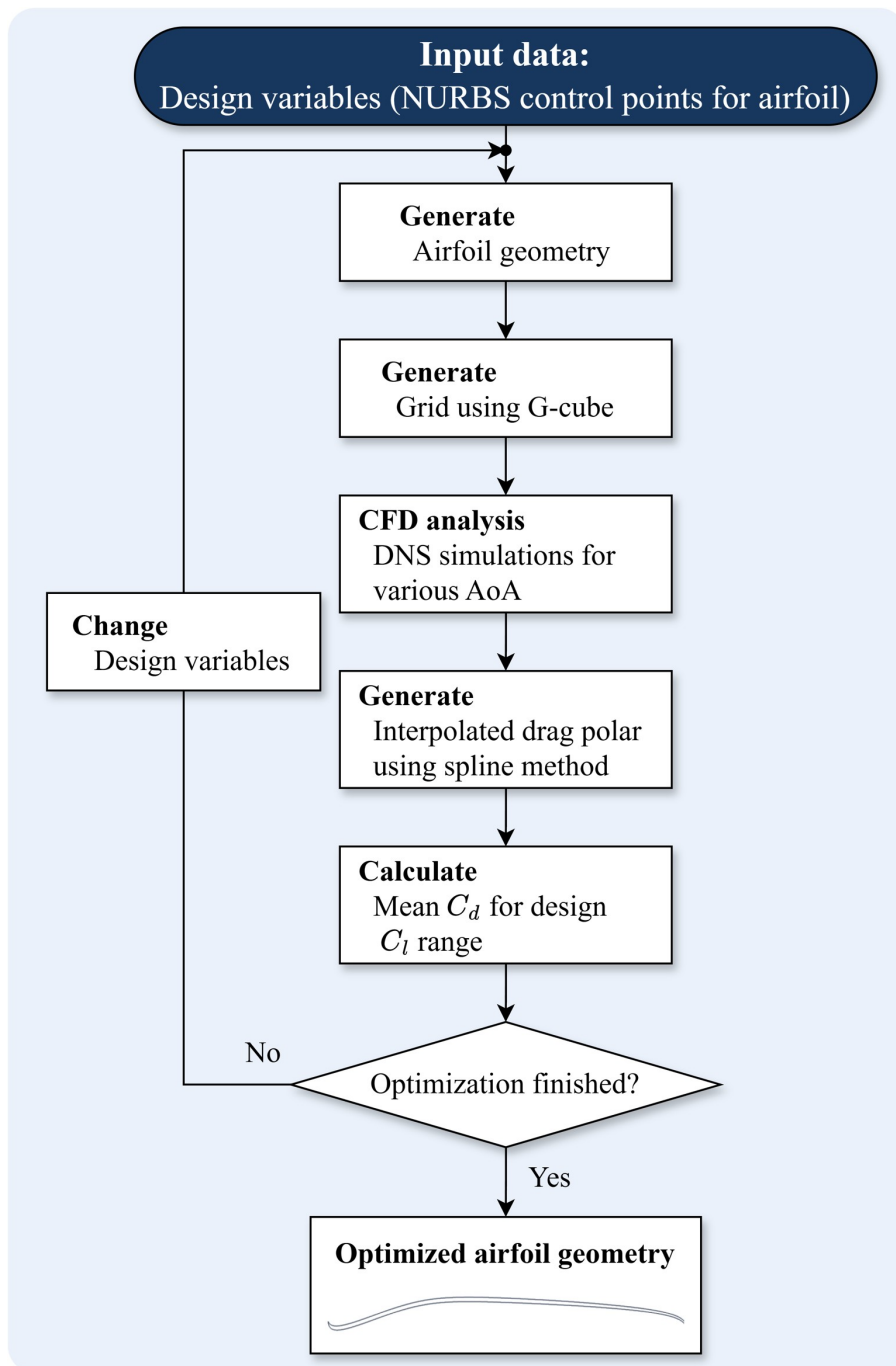 Input data:
Design variables (NURBS control points for airfoil)
Generate
Airfoil geometry
Generate
Grid using G-cube
CFD analysis
DNS simulations for
various AoA
Change
Design variables
Generate
Interpolated drag polar
using spline method
Calculate
Mean C_d for design
C_l range
No
Optimization finished?
Yes
Optimized airfoil geometry